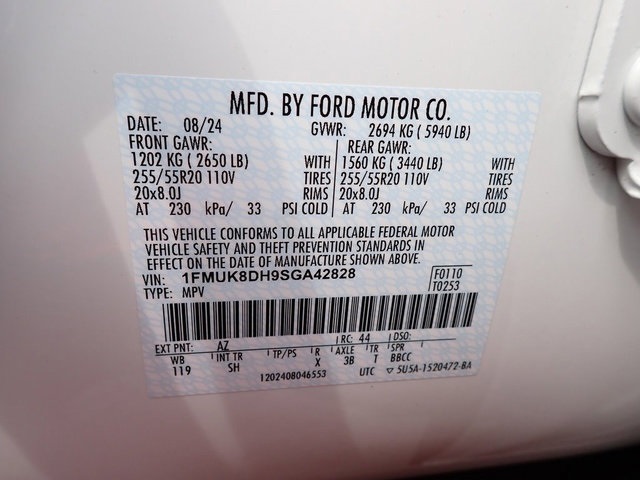 MFD. BY FORD MOTOR CO.
DATE: 08/24 GVWR: 2694 KG ( 5940 LB)
FRONT GAWR: REAR GAWR:
1202 KG ( 2650 LB) WITH 1560 KG ( 3440 LB) WITH
255/55R20 110V TIRES 255/55R20 110V TIRES
20x8.0J RIMS 20x8.0J RIMS
AT 230 kPa/ 33 PSI COLD AT 230 kPa/ 33 PSI COLD
THIS VEHICLE CONFORMS TO ALL APPLICABLE FEDERAL MOTOR
VEHICLE SAFETY AND THEFT PREVENTION STANDARDS IN
EFFECT ON THE DATE OF MANUFACTURE SHOWN ABOVE.
VIN: 1FMUK8DH9SGA42828 F0110
TYPE: MPV T0253
EXT PNT: AZ RC: 44 DSO:
WB INT TR TP/PS R AXLE TR SPR
119 SH X 3B T BBCC
1202408046553 UTC ▽ 5U5A-1520472-BA